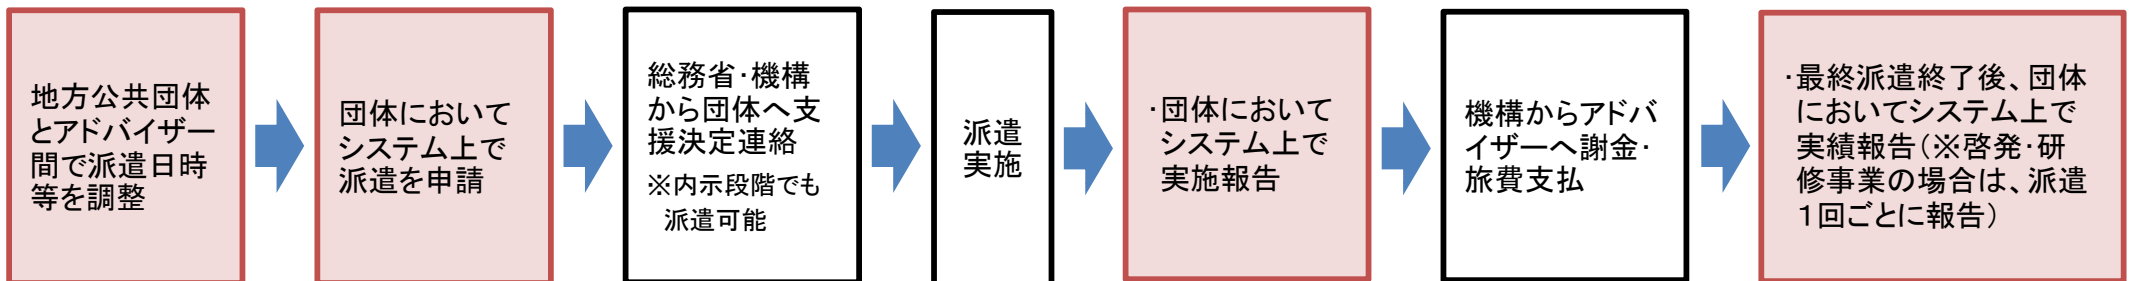 地方公共団体
とアドバイザー
間で派遣日時
等を調整
団体において
システム上で
派遣を申請
総務省・機構
から団体へ支
援決定連絡
※内示段階でも
派遣可能
派遣
実施
・団体において
システム上で
実施報告
機構からアドバ
イザーへ謝金・
旅費支払
・最終派遣終了後、団体
においてシステム上で
実績報告（※啓発・研
修事業の場合は、派遣
１回ごとに報告）